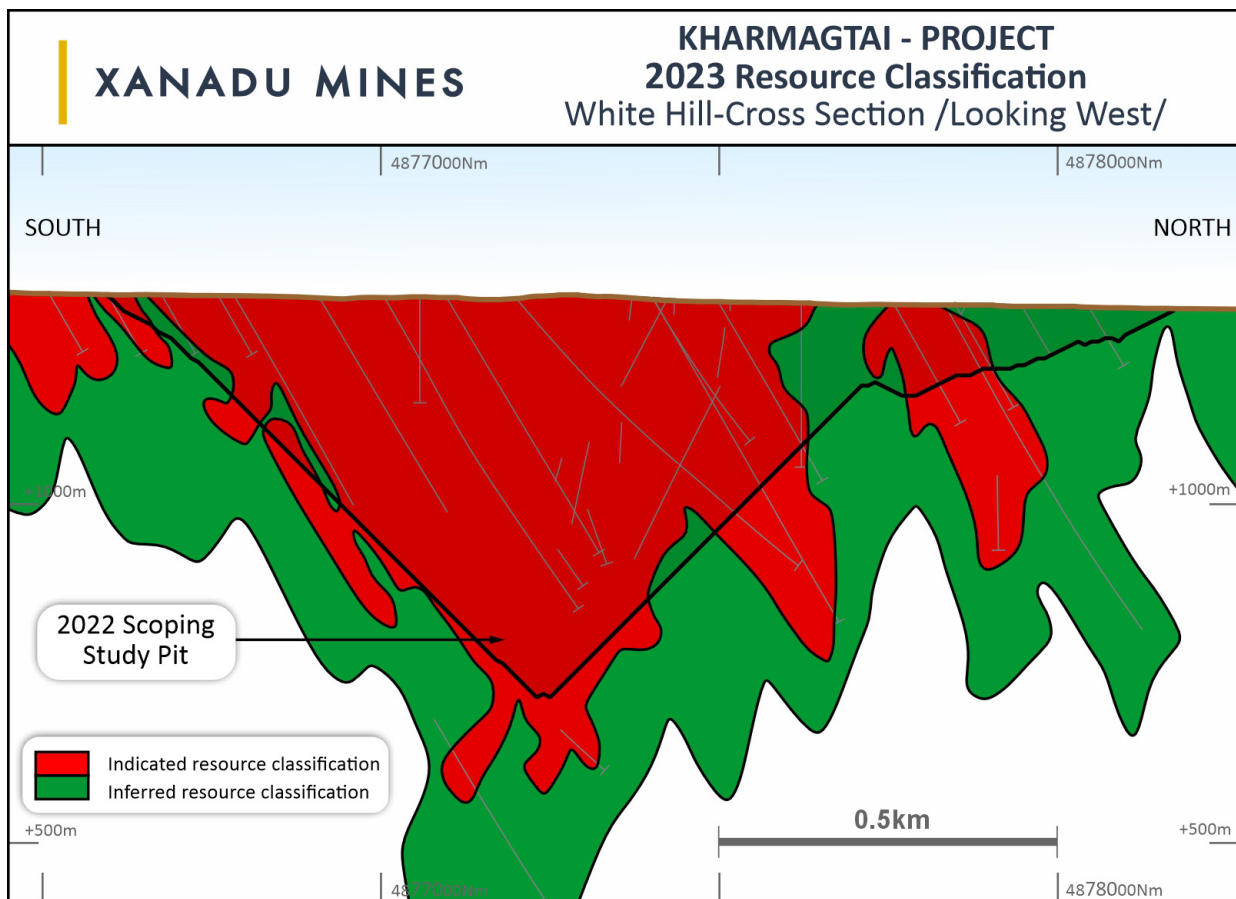 XANADU MINES
KHARMAGTAI - PROJECT
2023 Resource Classification
White Hill-Cross Section /Looking West/
4877000Nm
4878000Nm
SOUTH
NORTH
+1000m
+1000m
2022 Scoping
Study Pit
Indicated resource classification
Inferred resource classification
0.5km
+500m
+500m
4877000Nm
4878000Nm